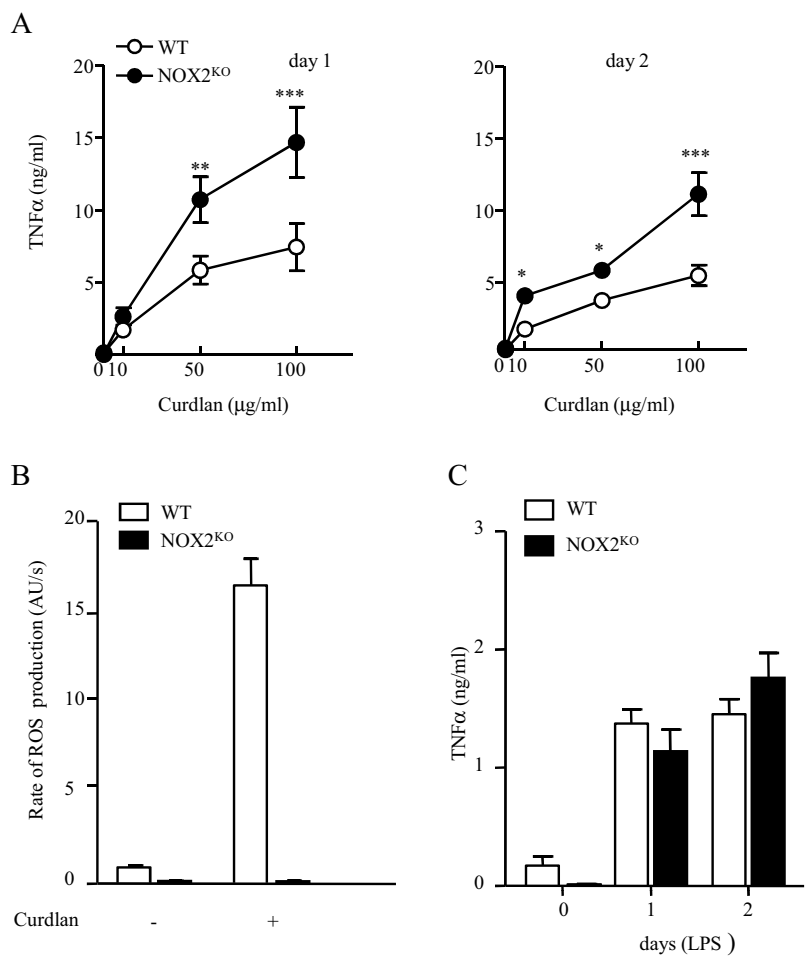 A
WT
NOX2KO
day 1
day 2
20
15
10
5
TNFα (ng/ml)
**
***
0 10 50 100
Curdlan (μg/ml)
20
15
10
5
*
*
***
0 10 50 100
Curdlan (μg/ml)
B
WT
NOX2KO
20
15
10
5
0
Rate of ROS production (AU/s)
Curdlan - +
C
WT
NOX2KO
3
2
1
0
TNFα (ng/ml)
0 1 2
days (LPS )